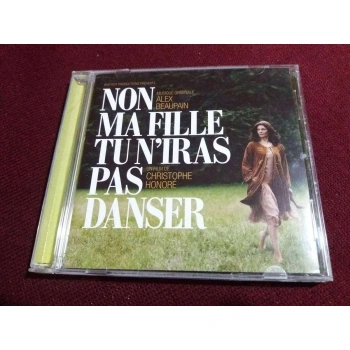 NON
MUSIQUE ORIGINALE
ALEX
BEAUPAIN
MA FILLE
TU N'IRAS
PAS
UN FILM DE
CHRISTOPHE
HONORÉ
DANSER